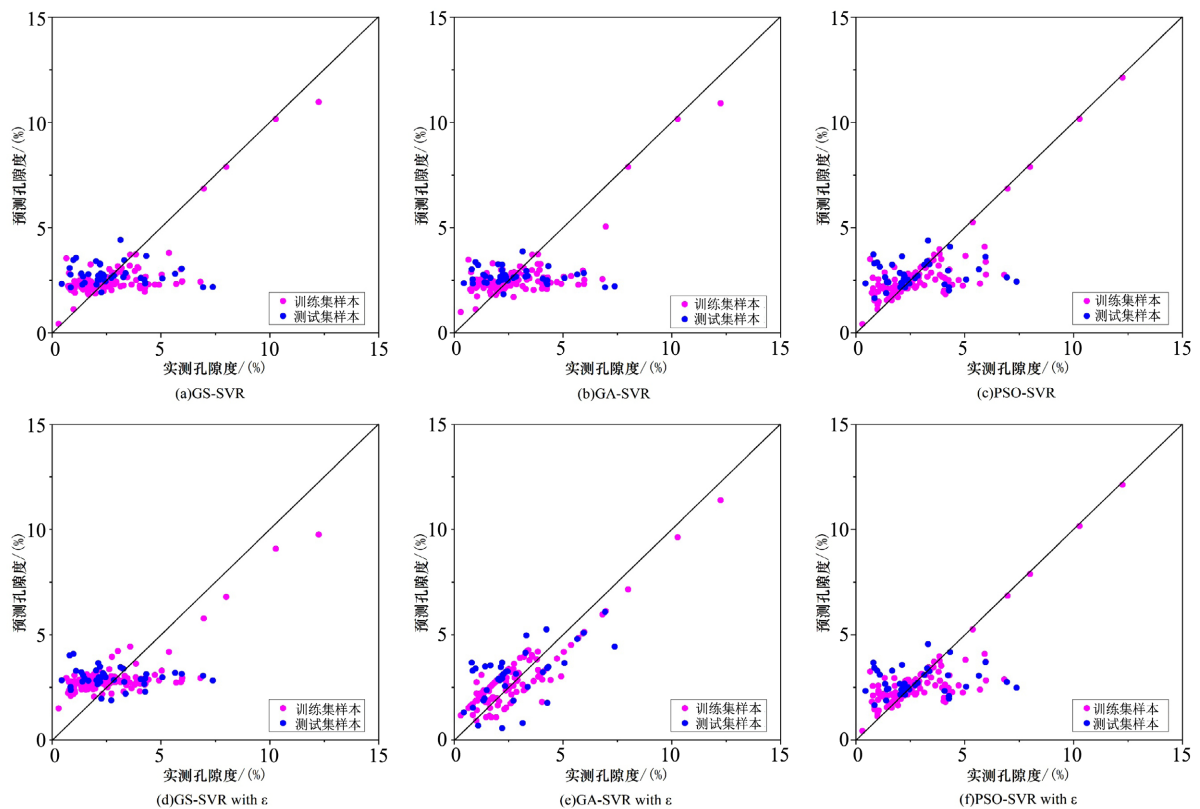 15
10
5
0
预测孔隙度/(%)
训练集样本
测试集样本
0 5 10 15
实测孔隙度/(%)
(a)GS-SVR
15
10
5
0
预测孔隙度/(%)
训练集样本
测试集样本
0 5 10 15
实测孔隙度/(%)
(b)GA-SVR
15
10
5
0
预测孔隙度/(%)
训练集样本
测试集样本
0 5 10 15
实测孔隙度/(%)
(c)PSO-SVR
15
10
5
0
预测孔隙度/(%)
训练集样本
测试集样本
0 5 10 15
实测孔隙度/(%)
(d)GS-SVR with ε
15
10
5
0
预测孔隙度/(%)
训练集样本
测试集样本
0 5 10 15
实测孔隙度/(%)
(e)GA-SVR with ε
15
10
5
0
预测孔隙度/(%)
训练集样本
测试集样本
0 5 10 15
实测孔隙度/(%)
(f)PSO-SVR with ε